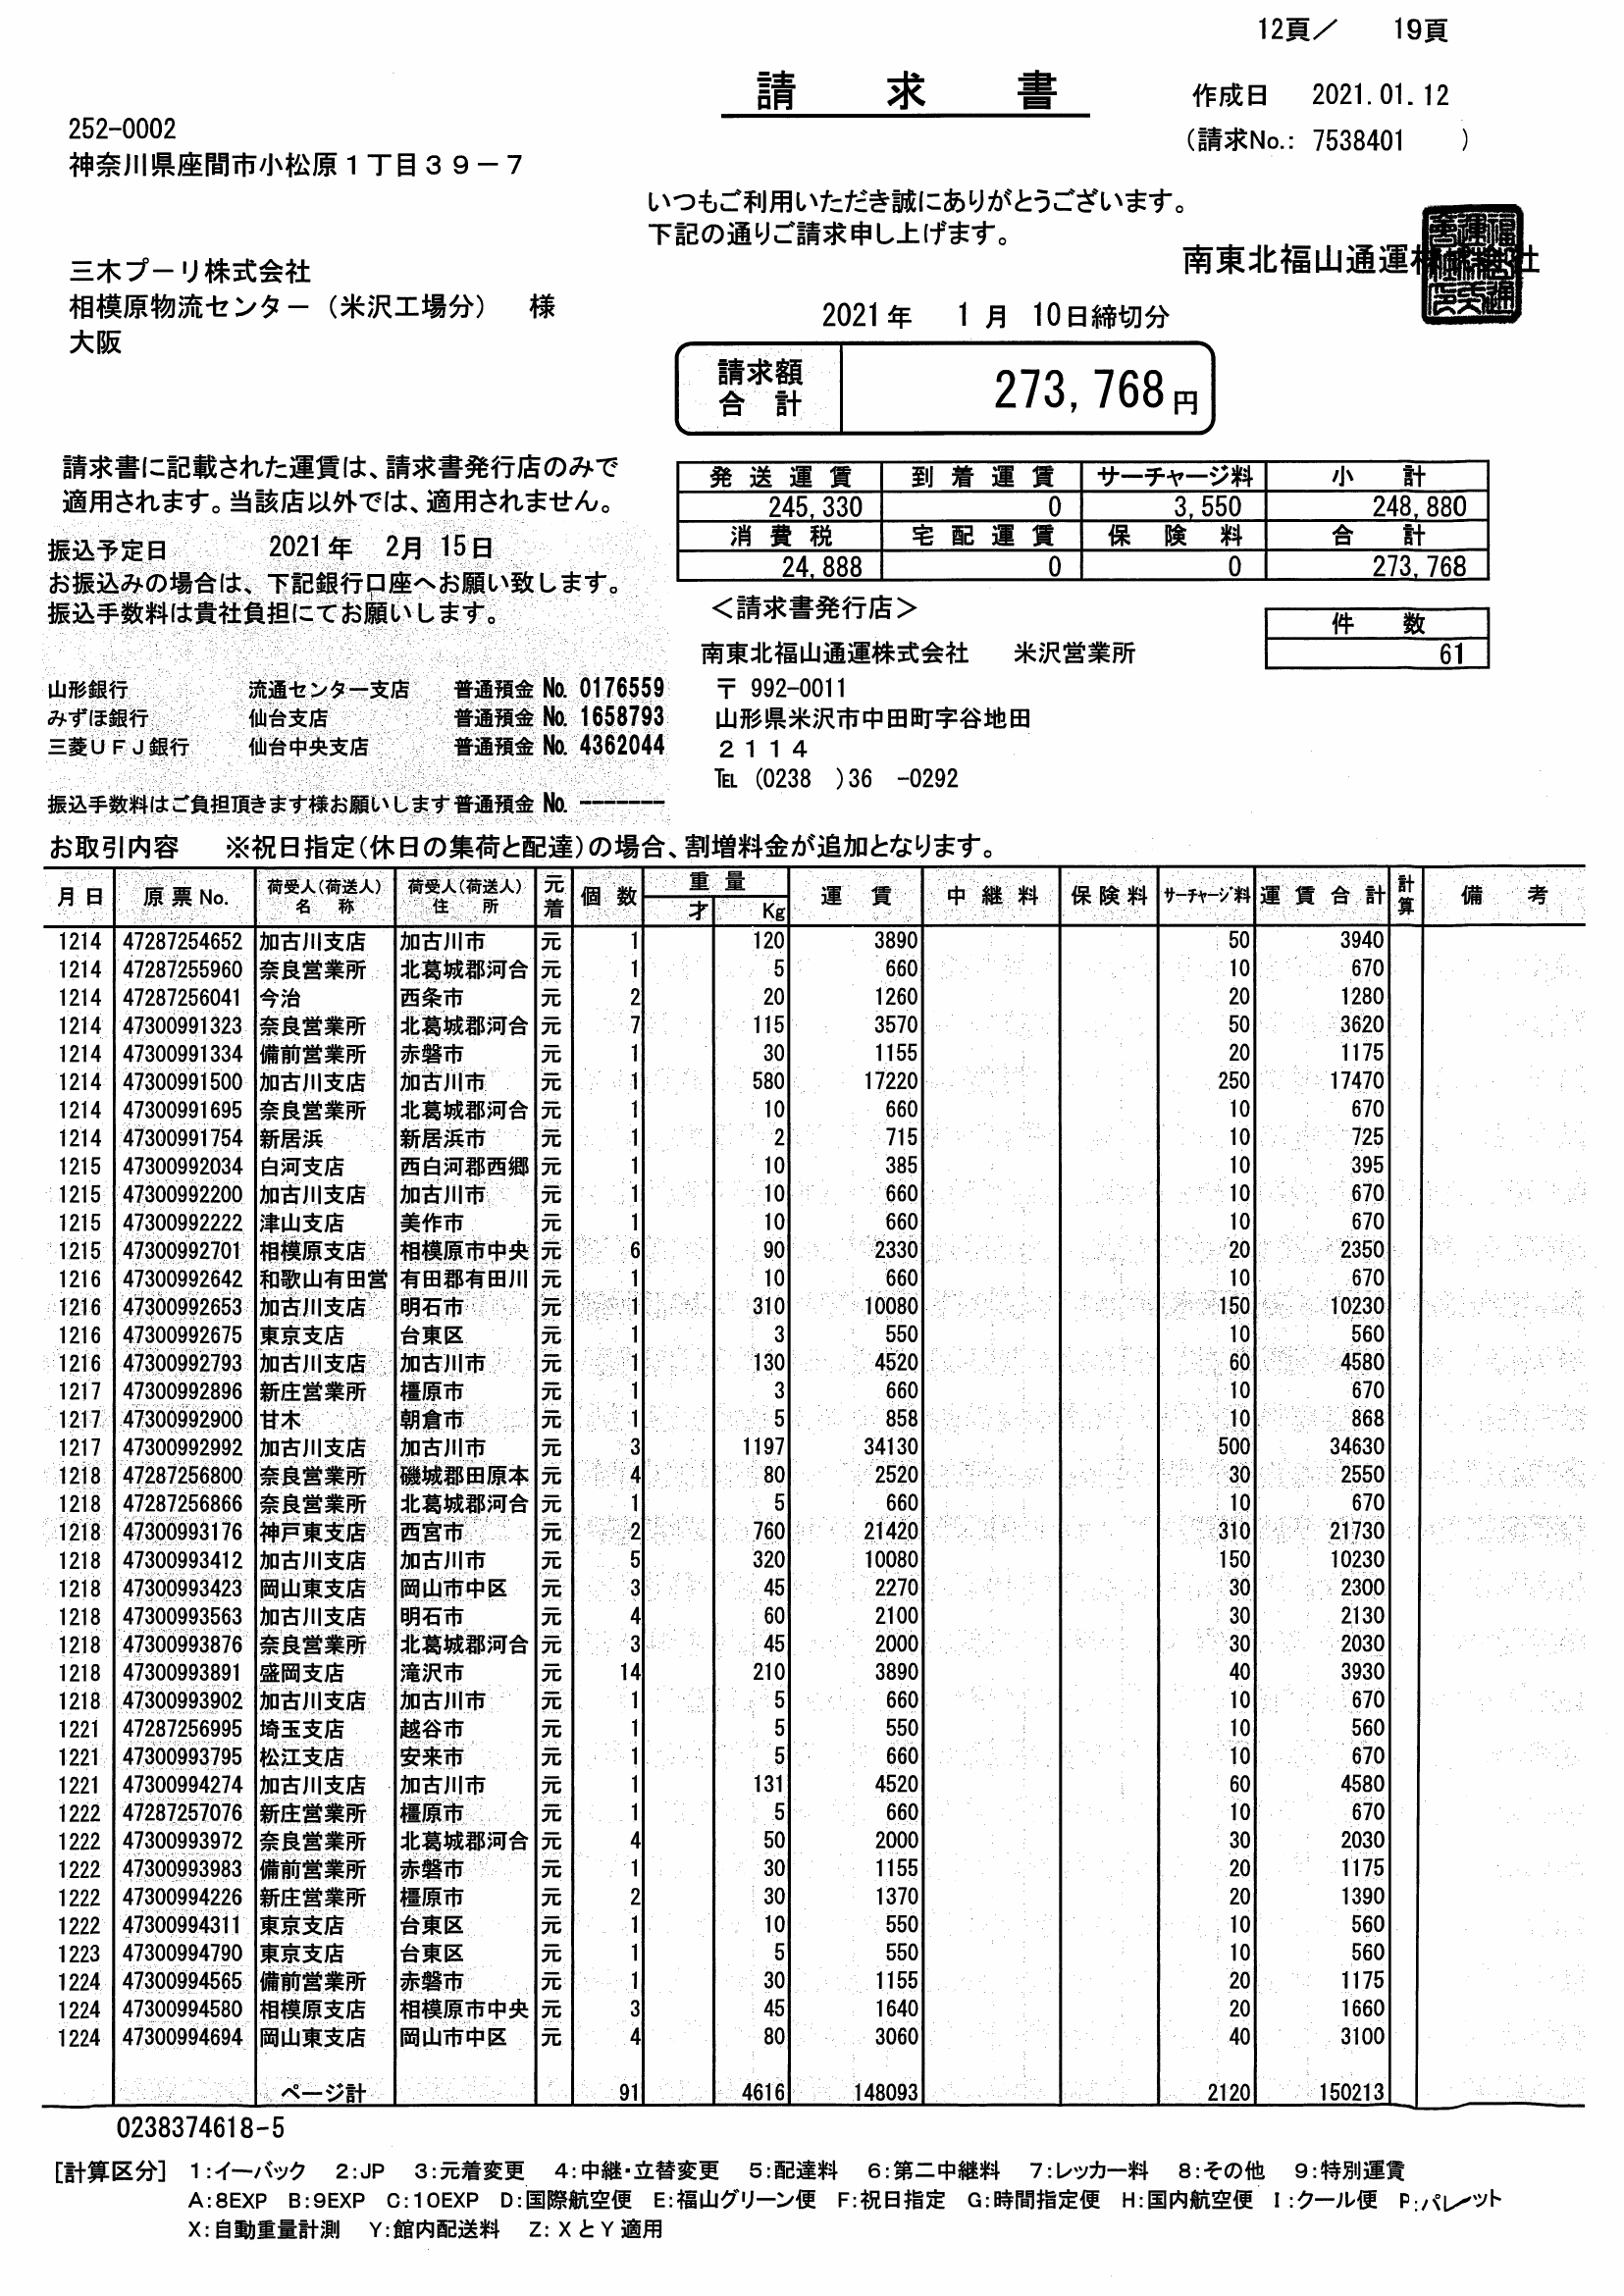 12頁／ 19頁
請 求 書
作成日 2021.01.12
（請求No.: 7538401 ）
252-0002
神奈川県座間市小松原１丁目３９－７
いつもご利用いただき誠にありがとうございます。
下記の通りご請求申し上げます。
南東北福山通運株式会社
三木プーリ株式会社
相模原物流センター（米沢工場分） 様
大阪
2021年 1月 10日締切分
請求額合計 273,768円
請求書に記載された運賃は、請求書発行店のみで
適用されます。当該店以外では、適用されません。
発送運賃 到着運賃 サーチャージ料 小計
245,330 0 3,550 248,880
消費税 宅配運賃 保険料 合計
24,888 0 0 273,768
振込予定日 2021年 2月 15日
お振込みの場合は、下記銀行口座へお願い致します。
振込手数料は貴社負担にてお願いします。
＜請求書発行店＞
件数
61
南東北福山通運株式会社 米沢営業所
〒 992-0011
山形県米沢市中田町字谷地田
２１１４
℡ (0238 )36 -0292
山形銀行 流通センター支店 普通預金 No. 0176559
みずほ銀行 仙台支店 普通預金 No. 1658793
三菱ＵＦＪ銀行 仙台中央支店 普通預金 No. 4362044
振込手数料はご負担頂きます様お願いします 普通預金 No. -------
お取引内容 ※祝日指定（休日の集荷と配達）の場合、割増料金が追加となります。
月日 原票No. 荷受人(荷送人)名称 荷受人(荷送人)住所 元着 個数 重量 才 Kg 運賃 中継料 保険料 サーチャージ料 運賃合計 計算 備考
1214 47287254652 加古川支店 加古川市 元 1 120 3890 50 3940
1214 47287255960 奈良営業所 北葛城郡河合 元 1 5 660 10 670
1214 47287256041 今治 西条市 元 2 20 1260 20 1280
1214 47300991323 奈良営業所 北葛城郡河合 元 7 115 3570 50 3620
1214 47300991334 備前営業所 赤磐市 元 1 30 1155 20 1175
1214 47300991500 加古川支店 加古川市 元 1 580 17220 250 17470
1214 47300991695 奈良営業所 北葛城郡河合 元 1 10 660 10 670
1214 47300991754 新居浜 新居浜市 元 1 2 715 10 725
1215 47300992034 白河支店 西白河郡西郷 元 1 10 385 10 395
1215 47300992200 加古川支店 加古川市 元 1 10 660 10 670
1215 47300992222 津山支店 美作市 元 1 10 660 10 670
1215 47300992701 相模原支店 相模原市中央 元 6 90 2330 20 2350
1216 47300992642 和歌山有田営 有田郡有田川 元 1 10 660 10 670
1216 47300992653 加古川支店 明石市 元 1 310 10080 150 10230
1216 47300992675 東京支店 台東区 元 1 3 550 10 560
1216 47300992793 加古川支店 加古川市 元 1 130 4520 60 4580
1217 47300992896 新庄営業所 橿原市 元 1 3 660 10 670
1217 47300992900 甘木 朝倉市 元 1 5 858 10 868
1217 47300992992 加古川支店 加古川市 元 3 1197 34130 500 34630
1218 47287256800 奈良営業所 磯城郡田原本 元 4 80 2520 30 2550
1218 47287256866 奈良営業所 北葛城郡河合 元 1 5 660 10 670
1218 47300993176 神戸東支店 西宮市 元 2 760 21420 310 21730
1218 47300993412 加古川支店 加古川市 元 5 320 10080 150 10230
1218 47300993423 岡山東支店 岡山市中区 元 3 45 2270 30 2300
1218 47300993563 加古川支店 明石市 元 4 60 2100 30 2130
1218 47300993876 奈良営業所 北葛城郡河合 元 3 45 2000 30 2030
1218 47300993891 盛岡支店 滝沢市 元 14 210 3890 40 3930
1218 47300993902 加古川支店 加古川市 元 1 5 660 10 670
1221 47287256995 埼玉支店 越谷市 元 1 5 550 10 560
1221 47300993795 松江支店 安来市 元 1 5 660 10 670
1221 47300994274 加古川支店 加古川市 元 1 131 4520 60 4580
1222 47287257076 新庄営業所 橿原市 元 1 5 660 10 670
1222 47300993972 奈良営業所 北葛城郡河合 元 4 50 2000 30 2030
1222 47300993983 備前営業所 赤磐市 元 1 30 1155 20 1175
1222 47300994226 新庄営業所 橿原市 元 2 30 1370 20 1390
1222 47300994311 東京支店 台東区 元 1 10 550 10 560
1223 47300994790 東京支店 台東区 元 1 5 550 10 560
1224 47300994565 備前営業所 赤磐市 元 1 30 1155 20 1175
1224 47300994580 相模原支店 相模原市中央 元 3 45 1640 20 1660
1224 47300994694 岡山東支店 岡山市中区 元 4 80 3060 40 3100
ページ計 91 4616 148093 2120 150213
0238374618-5
[計算区分] 1:イーパック 2:JP 3:元着変更 4:中継・立替変更 5:配達料 6:第二中継料 7:レッカー料 8:その他 9:特別運賃
A:8EXP B:9EXP C:10EXP D:国際航空便 E:福山グリーン便 F:祝日指定 G:時間指定便 H:国内航空便 I:クール便 P:パレット
X:自動重量計測 Y:館内配送料 Z:XとY適用